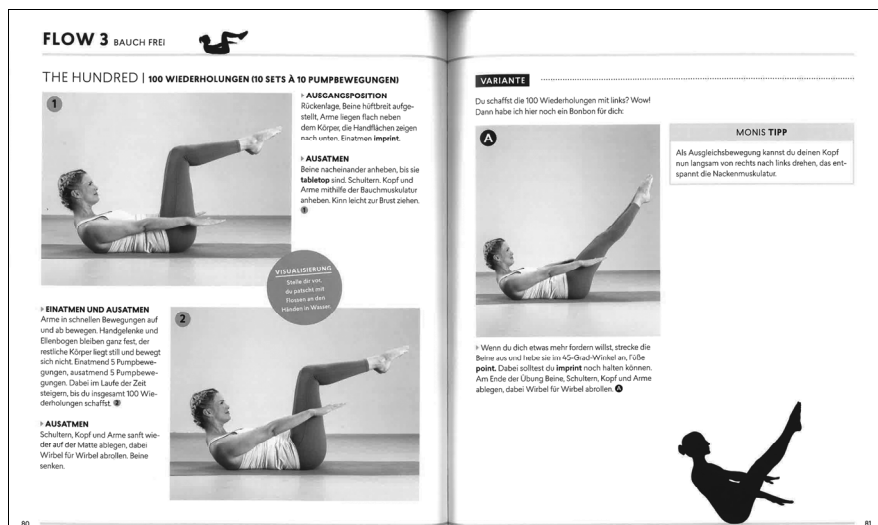 FLOW 3 BAUCH FREI
THE HUNDRED | 100 WIEDERHOLUNGEN (10 SETS À 10 PUMPBEWEGUNGEN)
1
▹ AUSGANGSPOSITION
Rückenlage, Beine hüftbreit aufge-
stellt, Arme liegen flach neben
dem Körper, die Handflächen zeigen
nach unten. Einatmen imprint.
▹ AUSATMEN
Beine nacheinander anheben, bis sie
tabletop sind. Schultern, Kopf und
Arme mithilfe der Bauchmuskulatur
anheben. Kinn leicht zur Brust ziehen.
1
VISUALISIERUNG
Stelle dir vor,
du patscht mit
Flossen an den
Händen in Wasser.
▹ EINATMEN UND AUSATMEN
Arme in schnellen Bewegungen auf
und ab bewegen. Handgelenke und
Ellenbogen bleiben ganz fest, der
restliche Körper liegt still und bewegt
sich nicht. Einatmend 5 Pumpbewe-
gungen, ausatmend 5 Pumpbewe-
gungen. Dabei im Laufe der Zeit
steigern, bis du insgesamt 100 Wie-
derholungen schaffst. 2
▹ AUSATMEN
Schultern, Kopf und Arme sanft wie-
der auf der Matte ablegen, dabei
Wirbel für Wirbel abrollen. Beine
senken.
2
80
VARIANTE
Du schaffst die 100 Wiederholungen mit links? Wow!
Dann habe ich hier noch ein Bonbon für dich:
A
MONIS TIPP
Als Ausgleichsbewegung kannst du deinen Kopf
nun langsam von rechts nach links drehen, das ent-
spannt die Nackenmuskulatur.
▹ Wenn du dich etwas mehr fordern willst, strecke die
Beine aus und hebe sie im 45-Grad-Winkel an, Füße
point. Dabei solltest du imprint noch halten können.
Am Ende der Übung Beine, Schultern, Kopf und Arme
ablegen, dabei Wirbel für Wirbel abrollen. A
81